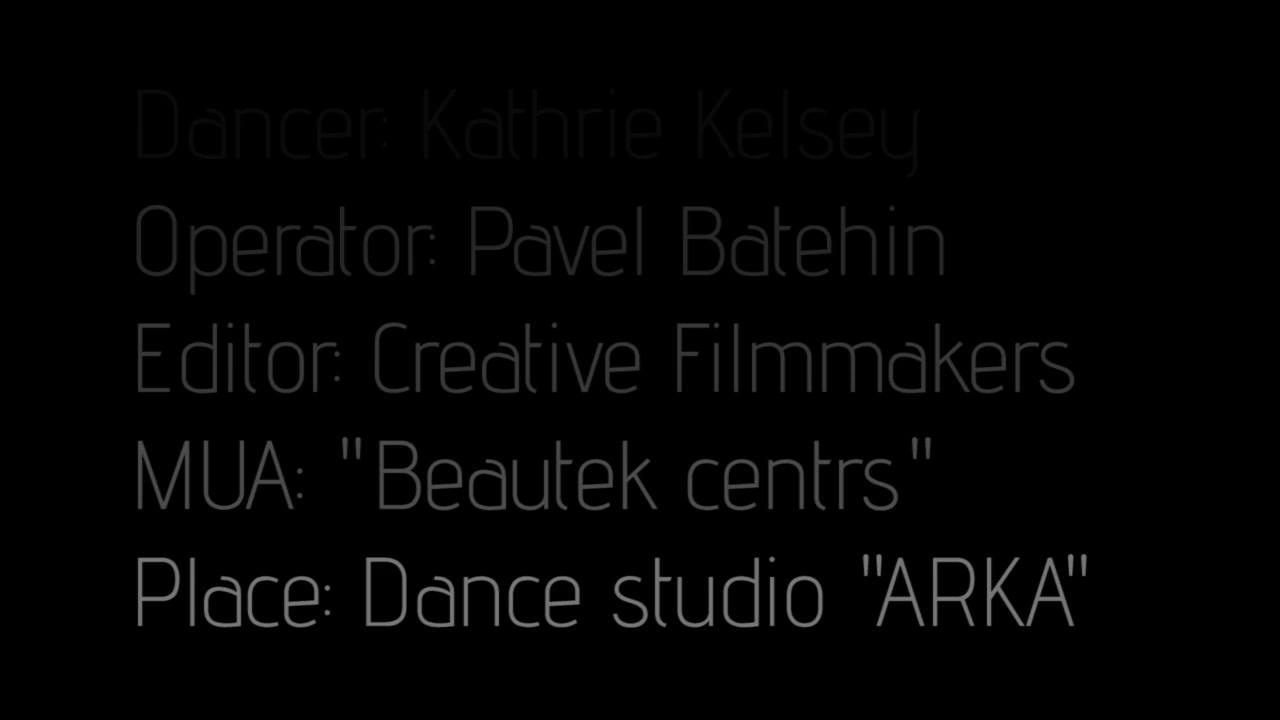 Dancer: Kathrie Kelsey
Operator: Pavel Batehin
Editor: Creative Filmmakers
MUA: "Beautek centrs"
Place: Dance studio "ARKA"